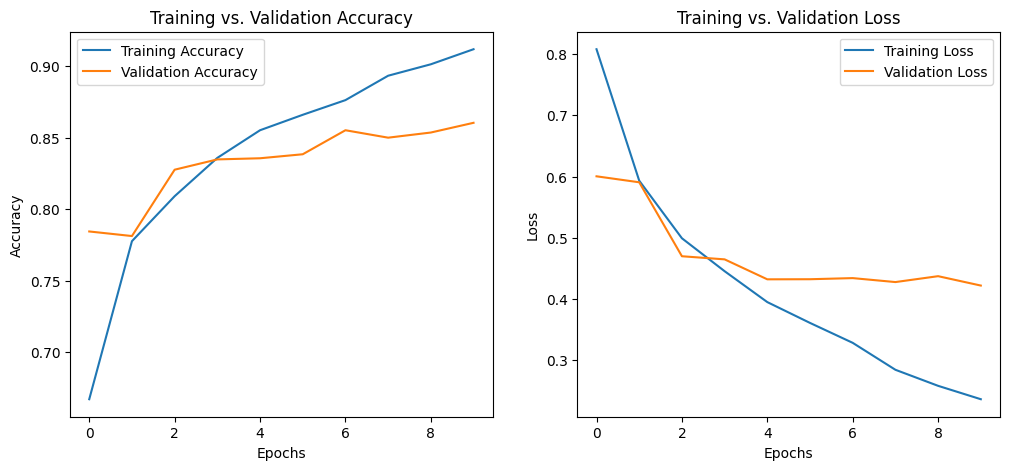 Training vs. Validation Accuracy
Training Accuracy
Validation Accuracy
0.90
0.85
0.80
0.75
0.70
Accuracy
0 2 4 6 8
Epochs
Training vs. Validation Loss
Training Loss
Validation Loss
0.8
0.7
0.6
0.5
0.4
0.3
Loss
0 2 4 6 8
Epochs